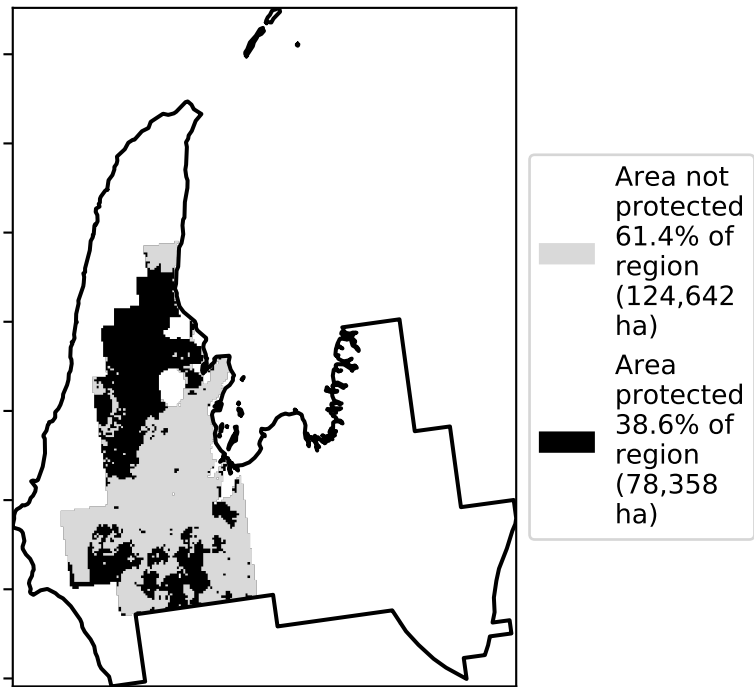 Area not
protected
61.4% of
region
(124,642
ha)
Area
protected
38.6% of
region
(78,358
ha)